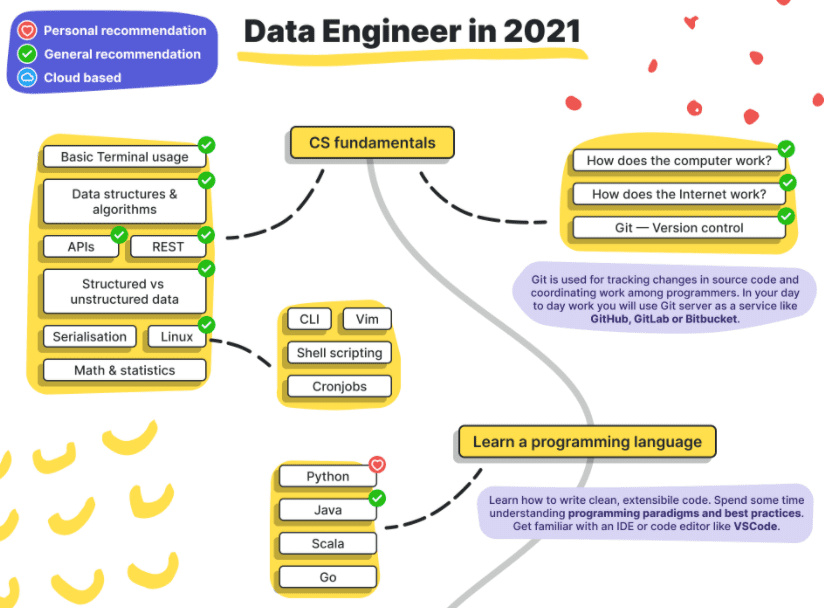 Personal recommendation
General recommendation
Cloud based
Data Engineer in 2021
CS fundamentals
Basic Terminal usage
Data structures &
algorithms
APIs
REST
Structured vs
unstructured data
Serialisation
Linux
Math & statistics
CLI
Vim
Shell scripting
Cronjobs
How does the computer work?
How does the Internet work?
Git — Version control
Git is used for tracking changes in source code and
coordinating work among programmers. In your day
to day work you will use Git server as a service like
GitHub, GitLab or Bitbucket.
Learn a programming language
Python
Java
Scala
Go
Learn how to write clean, extensibile code. Spend some time
understanding programming paradigms and best practices.
Get familiar with an IDE or code editor like VSCode.